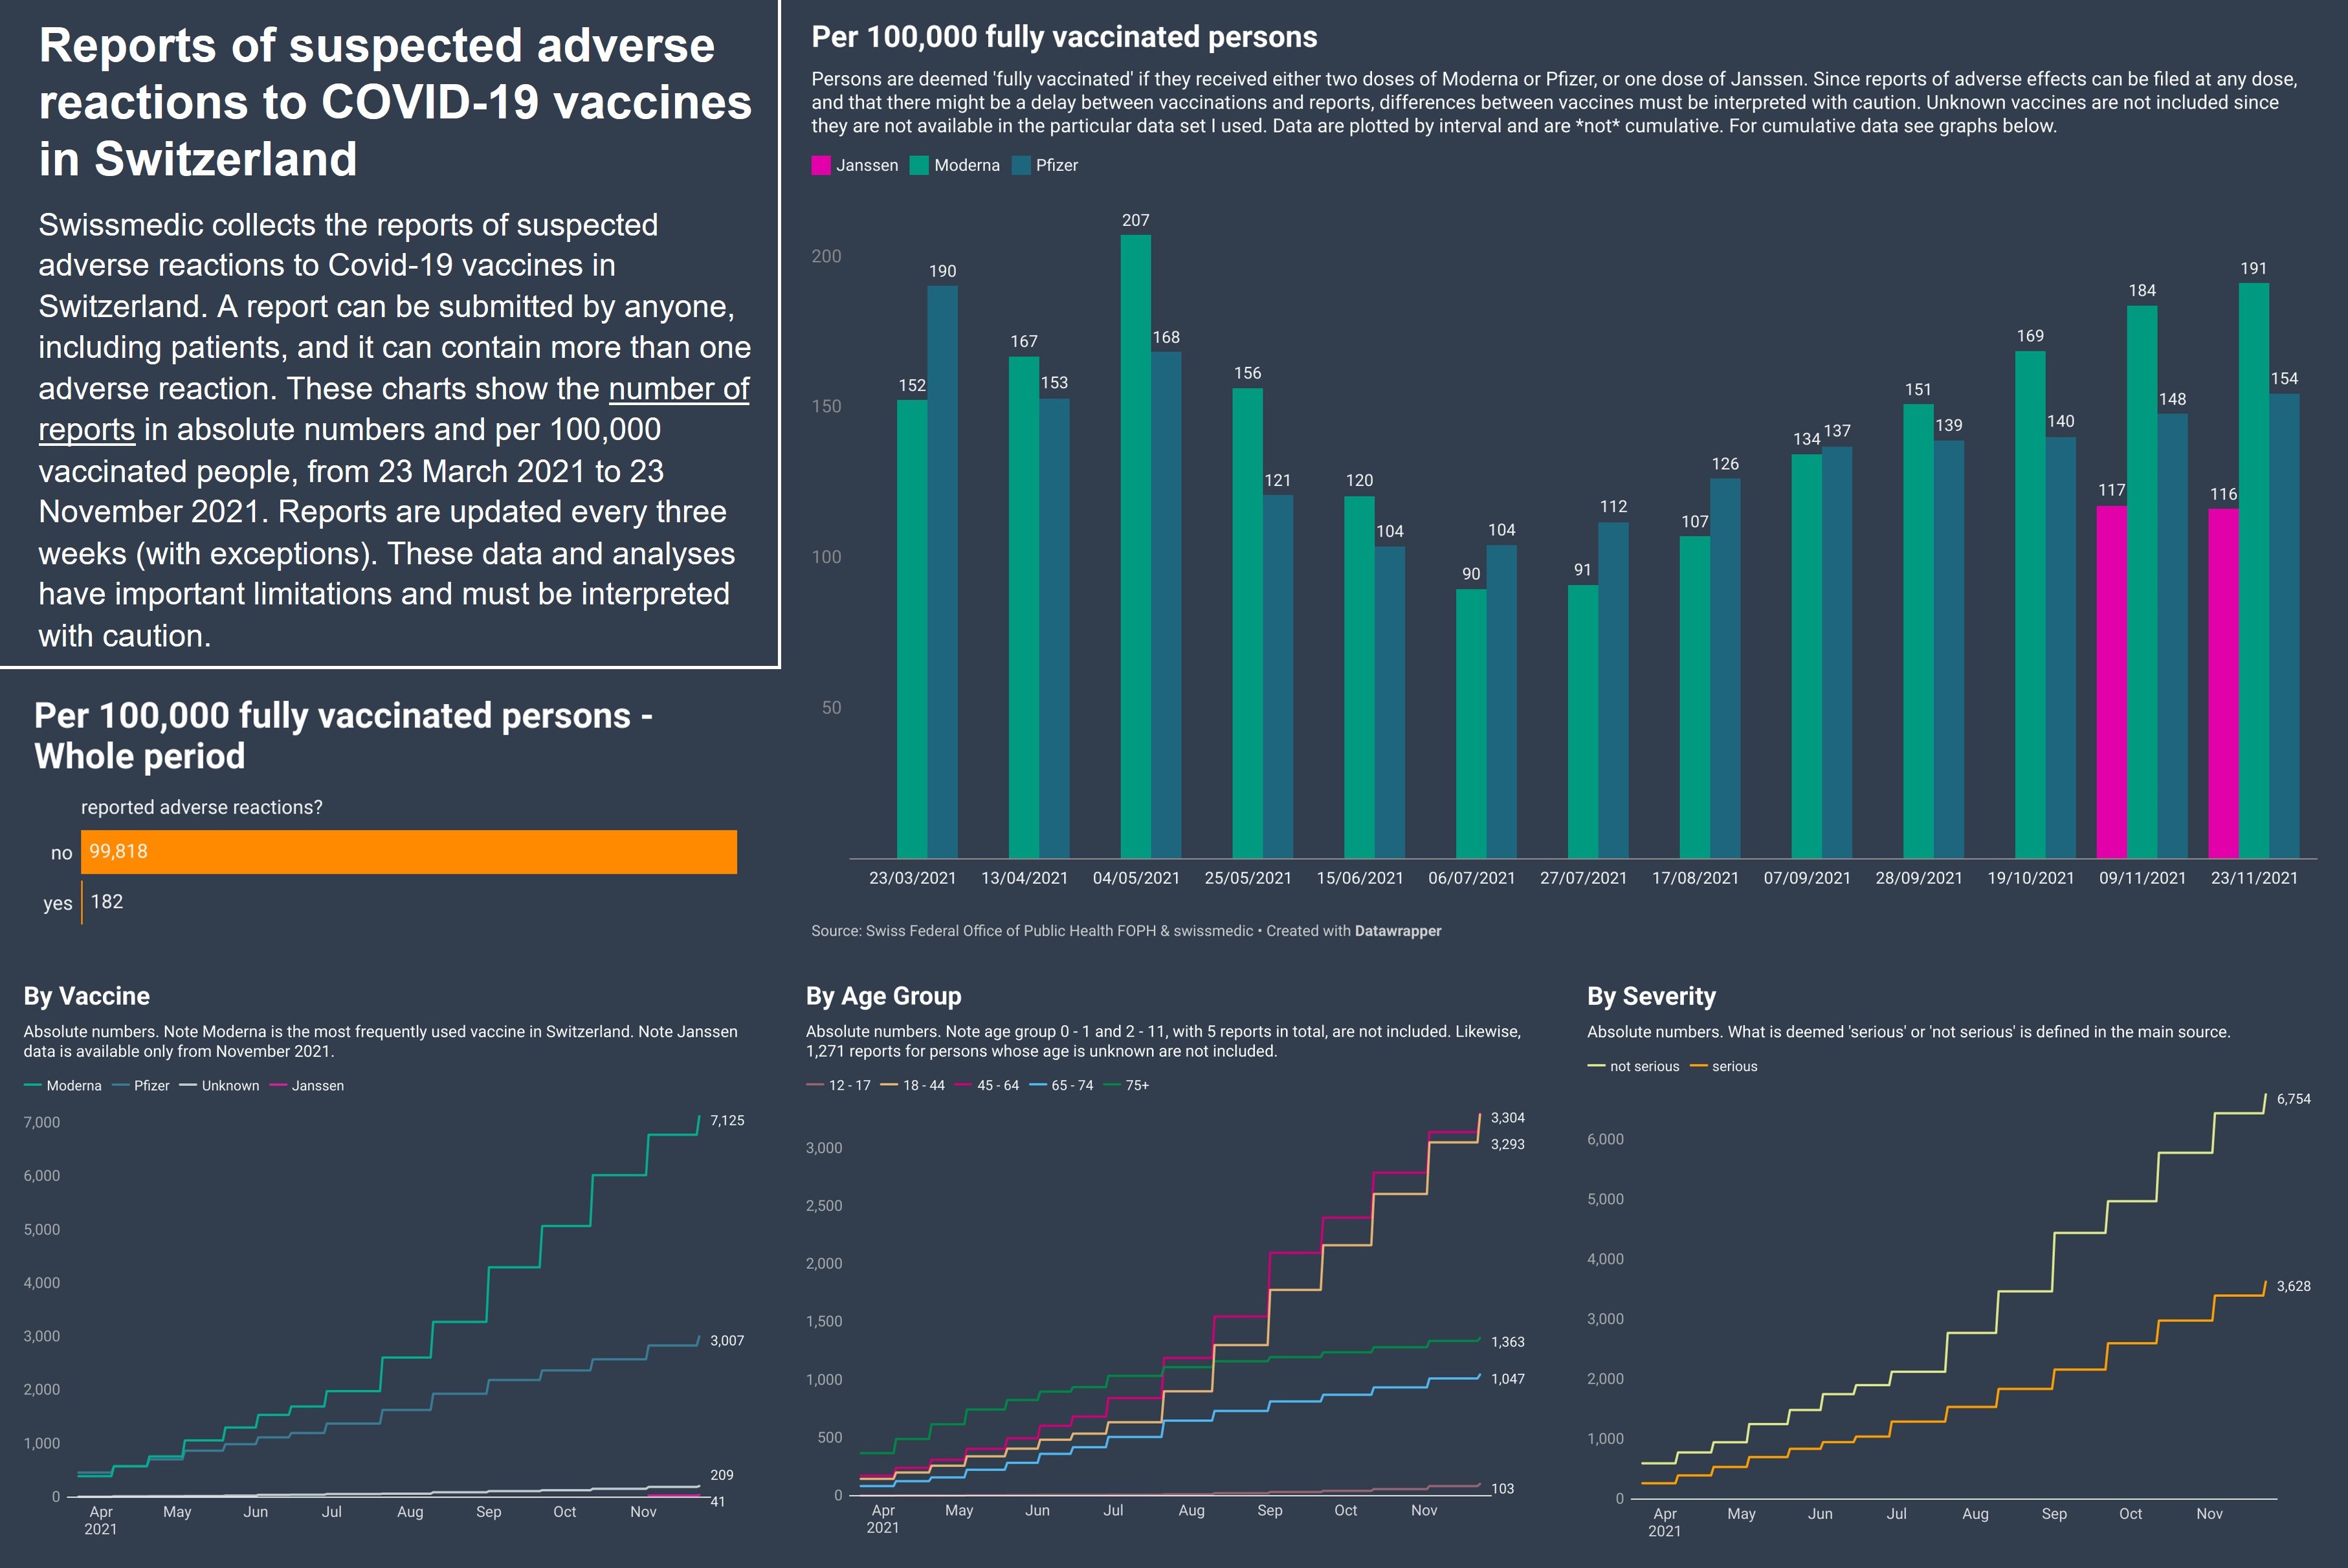 Reports of suspected adverse
reactions to COVID-19 vaccines
in Switzerland
Swissmedic collects the reports of suspected
adverse reactions to Covid-19 vaccines in
Switzerland. A report can be submitted by anyone,
including patients, and it can contain more than one
adverse reaction. These charts show the number of
reports in absolute numbers and per 100,000
vaccinated people, from 23 March 2021 to 23
November 2021. Reports are updated every three
weeks (with exceptions). These data and analyses
have important limitations and must be interpreted
with caution.
Per 100,000 fully vaccinated persons
Persons are deemed 'fully vaccinated' if they received either two doses of Moderna or Pfizer, or one dose of Janssen. Since reports of adverse effects can be filed at any dose,
and that there might be a delay between vaccinations and reports, differences between vaccines must be interpreted with caution. Unknown vaccines are not included since
they are not available in the particular data set I used. Data are plotted by interval and are *not* cumulative. For cumulative data see graphs below.
Janssen Moderna Pfizer
200
150
100
50
152 190
167 153
207 168
156 121
120 104
90 104
91 112
107 126
134 137
151 139
169 140
117 184 148
116 191 154
23/03/2021 13/04/2021 04/05/2021 25/05/2021 15/06/2021 06/07/2021 27/07/2021 17/08/2021 07/09/2021 28/09/2021 19/10/2021 09/11/2021 23/11/2021
Source: Swiss Federal Office of Public Health FOPH & swissmedic • Created with Datawrapper
Per 100,000 fully vaccinated persons -
Whole period
reported adverse reactions?
no 99,818
yes 182
By Vaccine
Absolute numbers. Note Moderna is the most frequently used vaccine in Switzerland. Note Janssen
data is available only from November 2021.
Moderna Pfizer Unknown Janssen
7,000
6,000
5,000
4,000
3,000
2,000
1,000
0
7,125
3,007
209
41
Apr May Jun Jul Aug Sep Oct Nov
2021
By Age Group
Absolute numbers. Note age group 0 - 1 and 2 - 11, with 5 reports in total, are not included. Likewise,
1,271 reports for persons whose age is unknown are not included.
12 - 17 18 - 44 45 - 64 65 - 74 75+
3,000
2,500
2,000
1,500
1,000
500
0
3,304
3,293
1,363
1,047
103
Apr May Jun Jul Aug Sep Oct Nov
2021
By Severity
Absolute numbers. What is deemed 'serious' or 'not serious' is defined in the main source.
not serious serious
6,000
5,000
4,000
3,000
2,000
1,000
0
6,754
3,628
Apr May Jun Jul Aug Sep Oct Nov
2021